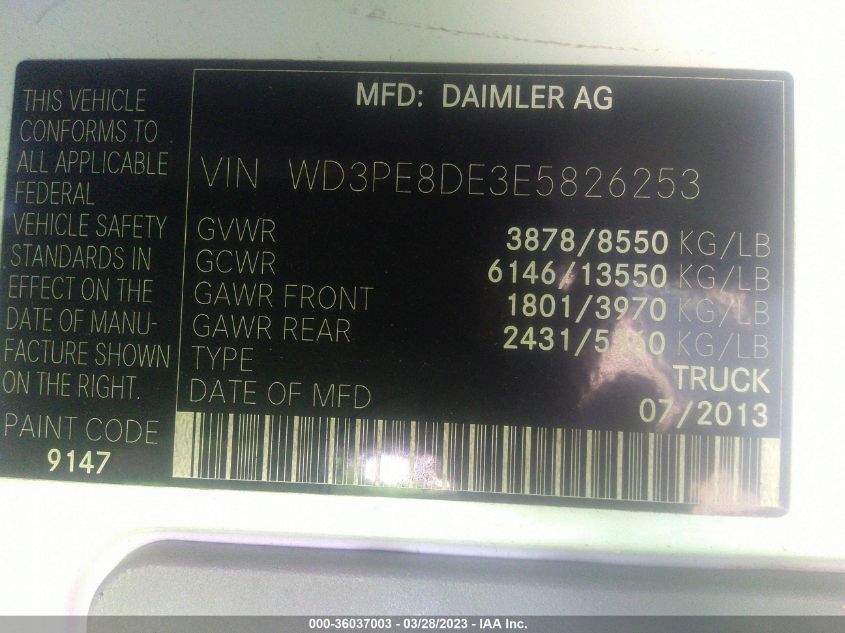 MFD: DAIMLER AG
THIS VEHICLE
CONFORMS TO
ALL APPLICABLE
FEDERAL
VEHICLE SAFETY
STANDARDS IN
EFFECT ON THE
DATE OF MANU-
FACTURE SHOWN
ON THE RIGHT.
PAINT CODE
9147
VIN WD3PE8DE3E5826253
GVWR 3878/8550 KG/LB
GCWR 6146/13550 KG/LB
GAWR FRONT 1801/3970 KG/LB
GAWR REAR 2431/5360 KG/LB
TYPE TRUCK
DATE OF MFD 07/2013
000-36037003 — 03/28/2023 — IAA Inc.